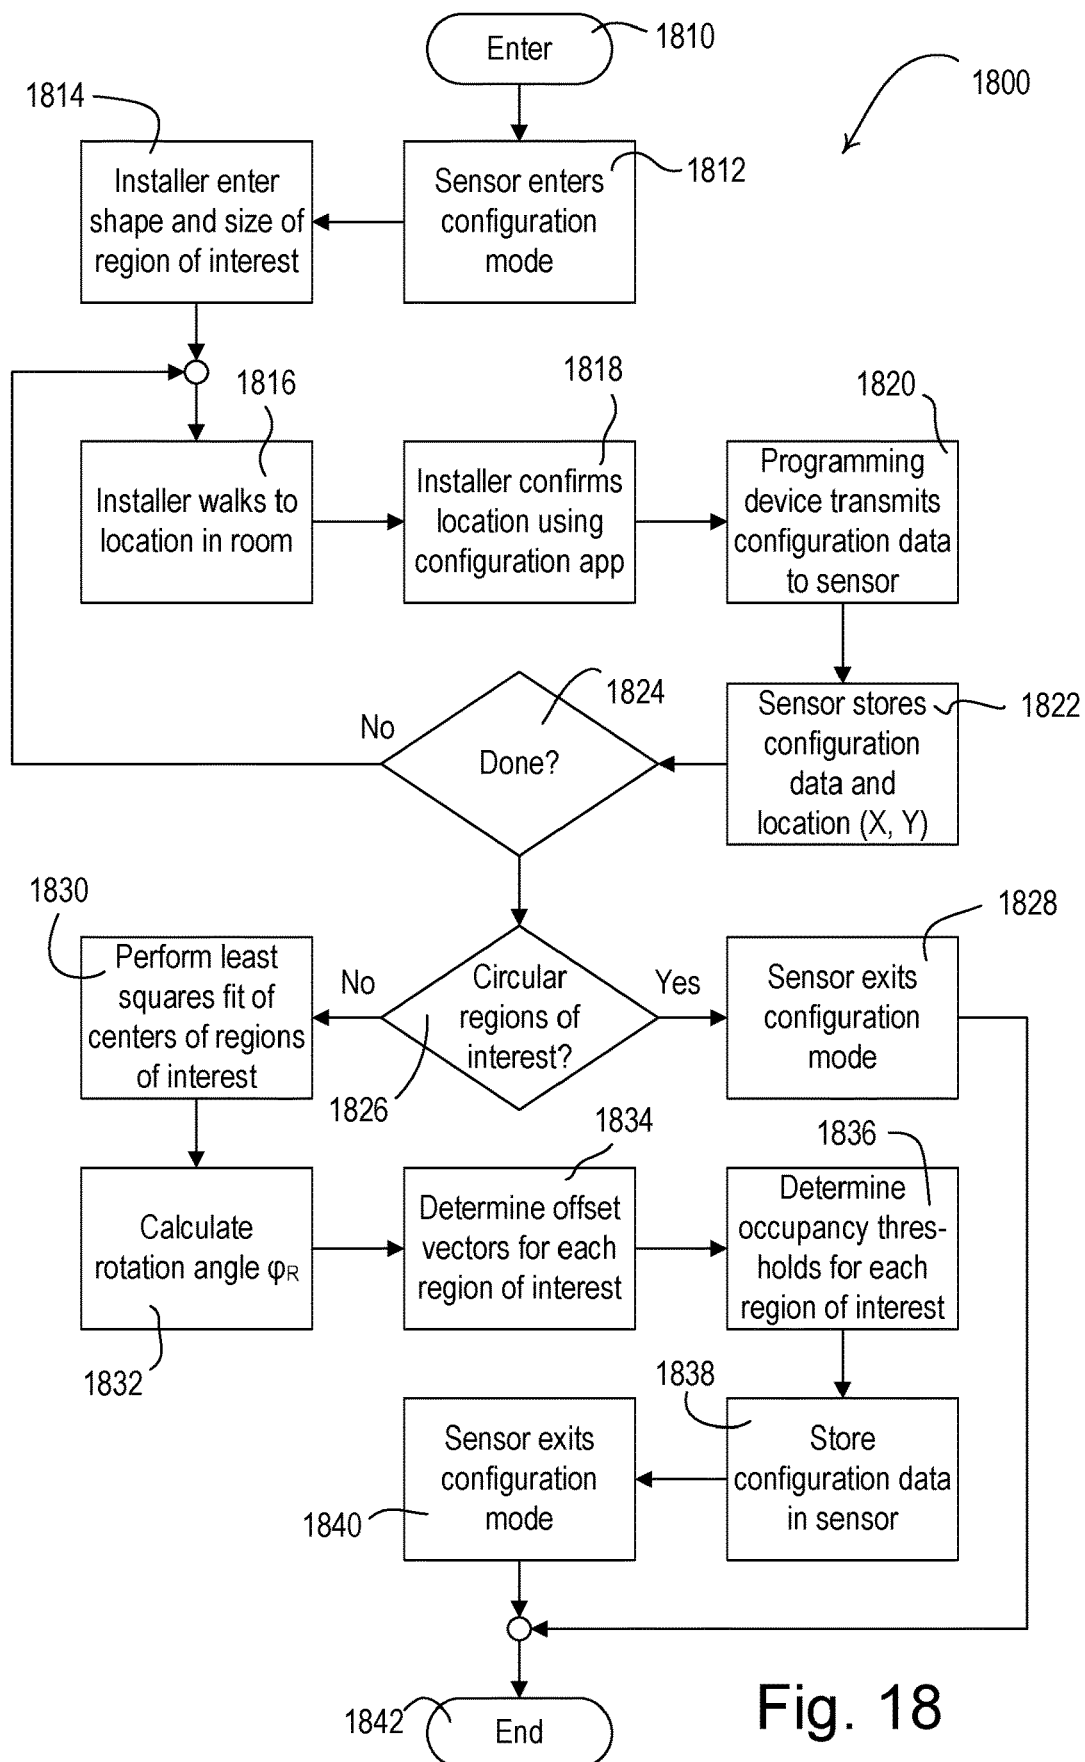 Enter
1810
1800
1814
Installer enter
shape and size of
region of interest
Sensor enters
configuration
mode
1812
1816
Installer walks to
location in room
1818
Installer confirms
location using
configuration app
1820
Programming
device transmits
configuration data
to sensor
1824
Done?
No
Sensor stores
configuration
data and
location (X, Y)
1822
1830
Perform least
squares fit of
centers of regions
of interest
No
Circular
regions of
interest?
Yes
1826
Sensor exits
configuration
mode
1828
Calculate
rotation angle φR
1832
1834
Determine offset
vectors for each
region of interest
1836
Determine
occupancy thres-
holds for each
region of interest
1838
Store
configuration data
in sensor
Sensor exits
configuration
mode
1840
1842
End
Fig. 18